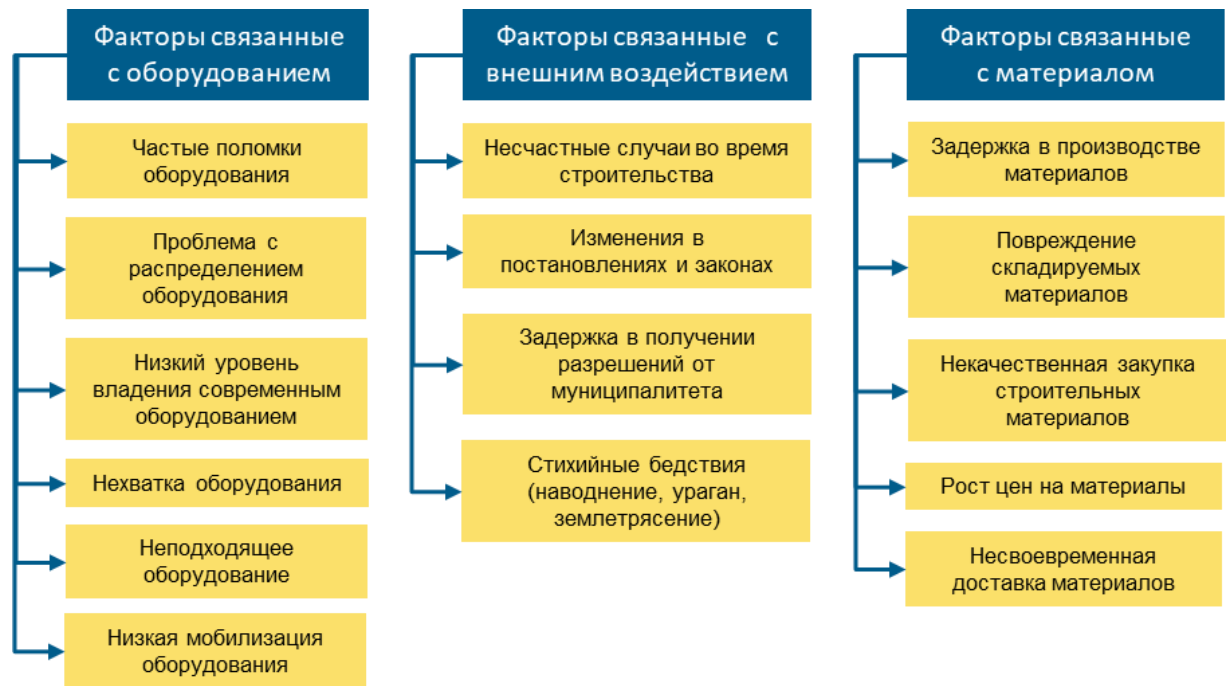 Факторы связанные
с оборудованием
Частые поломки
оборудования
Проблема с
распределением
оборудования
Низкий уровень
владения современным
оборудованием
Нехватка оборудования
Неподходящее
оборудование
Низкая мобилизация
оборудования
Факторы связанные с
внешним воздействием
Несчастные случаи во время
строительства
Изменения в
постановлениях и законах
Задержка в получении
разрешений от
муниципалитета
Стихийные бедствия
(наводнение, ураган,
землетрясение)
Факторы связанные
с материалом
Задержка в производстве
материалов
Повреждение
складируемых
материалов
Некачественная закупка
строительных
материалов
Рост цен на материалы
Несвоевременная
доставка материалов